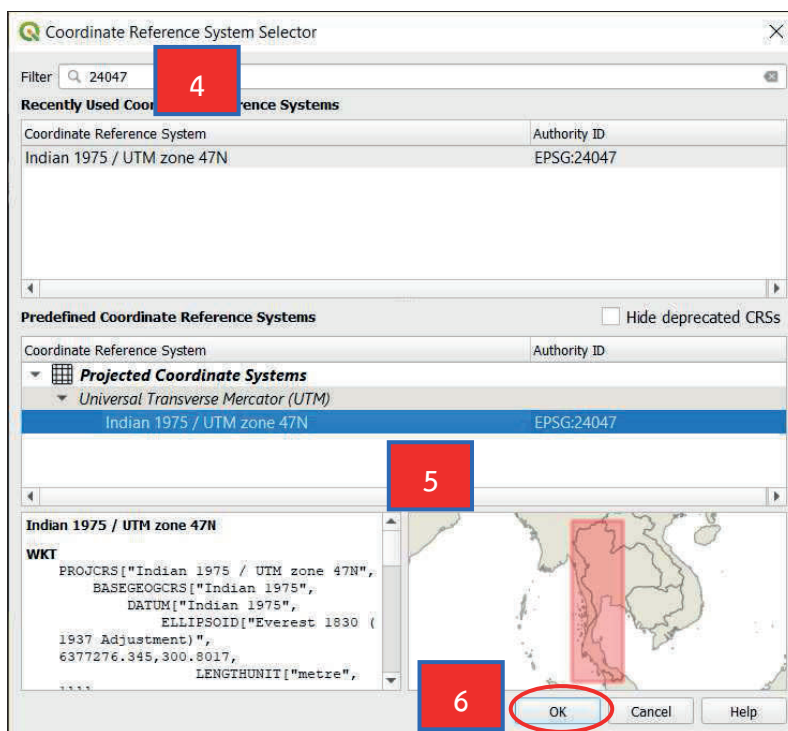 Coordinate Reference System Selector
Filter 24047
4
Recently Used Coor rence Systems
Coordinate Reference System Authority ID
Indian 1975 / UTM zone 47N EPSG:24047
Predefined Coordinate Reference Systems Hide deprecated CRSs
Coordinate Reference System Authority ID
Projected Coordinate Systems
Universal Transverse Mercator (UTM)
Indian 1975 / UTM zone 47N EPSG:24047
5
Indian 1975 / UTM zone 47N
WKT
PROJCRS["Indian 1975 / UTM zone 47N",
BASEGEOGCRS["Indian 1975",
DATUM["Indian 1975",
ELLIPSOID["Everest 1830 (
1937 Adjustment)",
6377276.345,300.8017,
LENGTHUNIT["metre",
6
OK Cancel Help